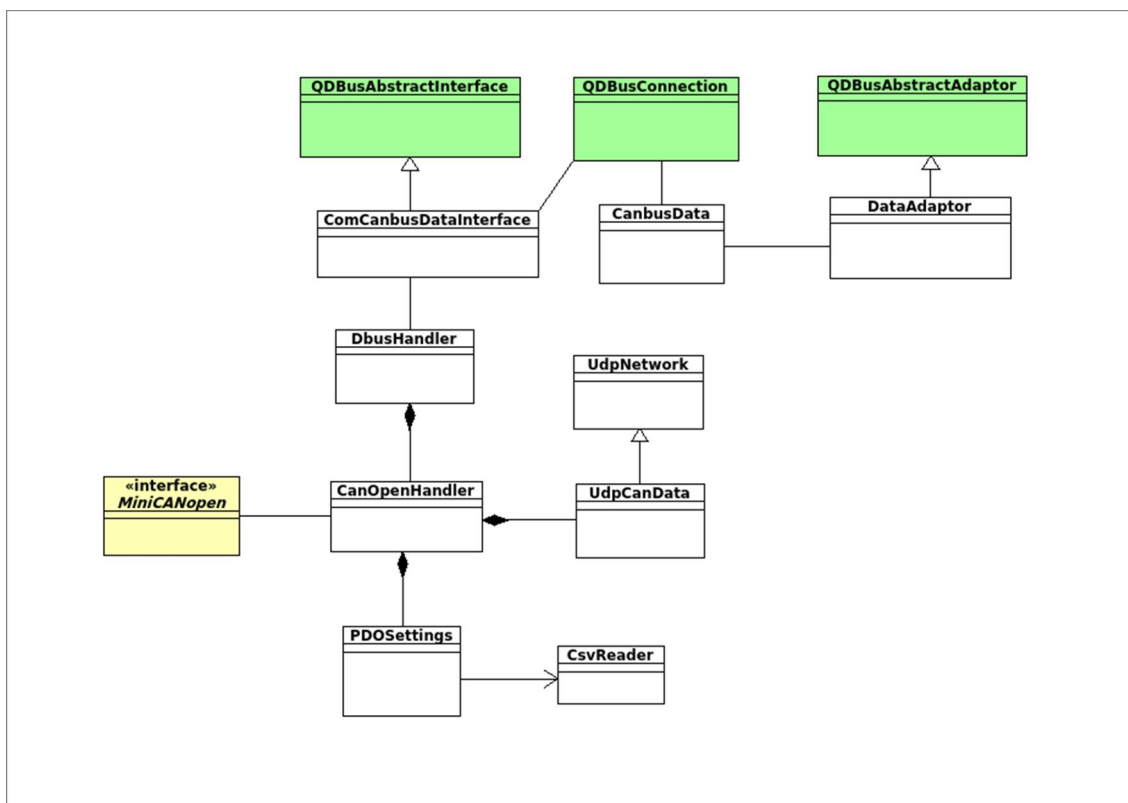 QDBusAbstractInterface
QDBusConnection
QDBusAbstractAdaptor
ComCanbusDataInterface
CanbusData
DataAdaptor
DbusHandler
UdpNetwork
«interface»
MiniCANopen
CanOpenHandler
UdpCanData
PDOSettings
CsvReader